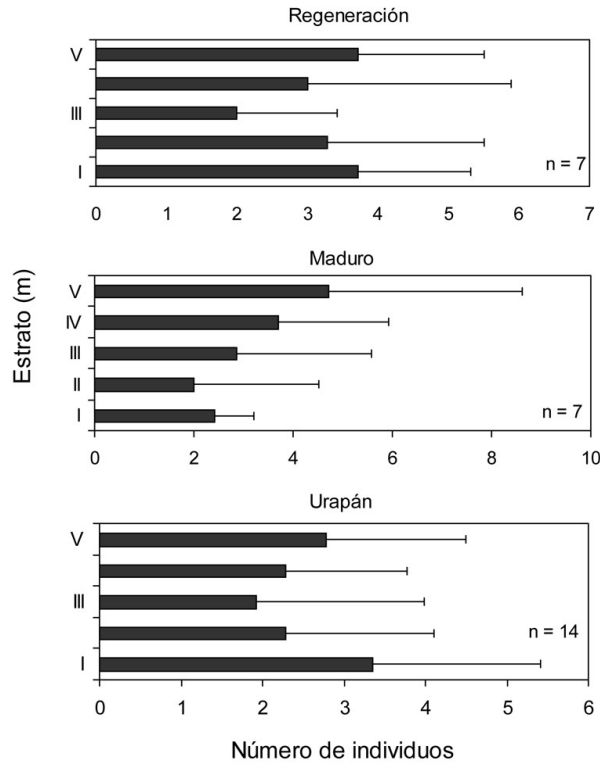 Regeneración
V
III
I
n = 7
0 1 2 3 4 5 6 7
Maduro
V
IV
III
II
I
n = 7
0 2 4 6 8 10
Urapán
V
III
I
n = 14
0 1 2 3 4 5 6
Estrato (m)
Número de individuos